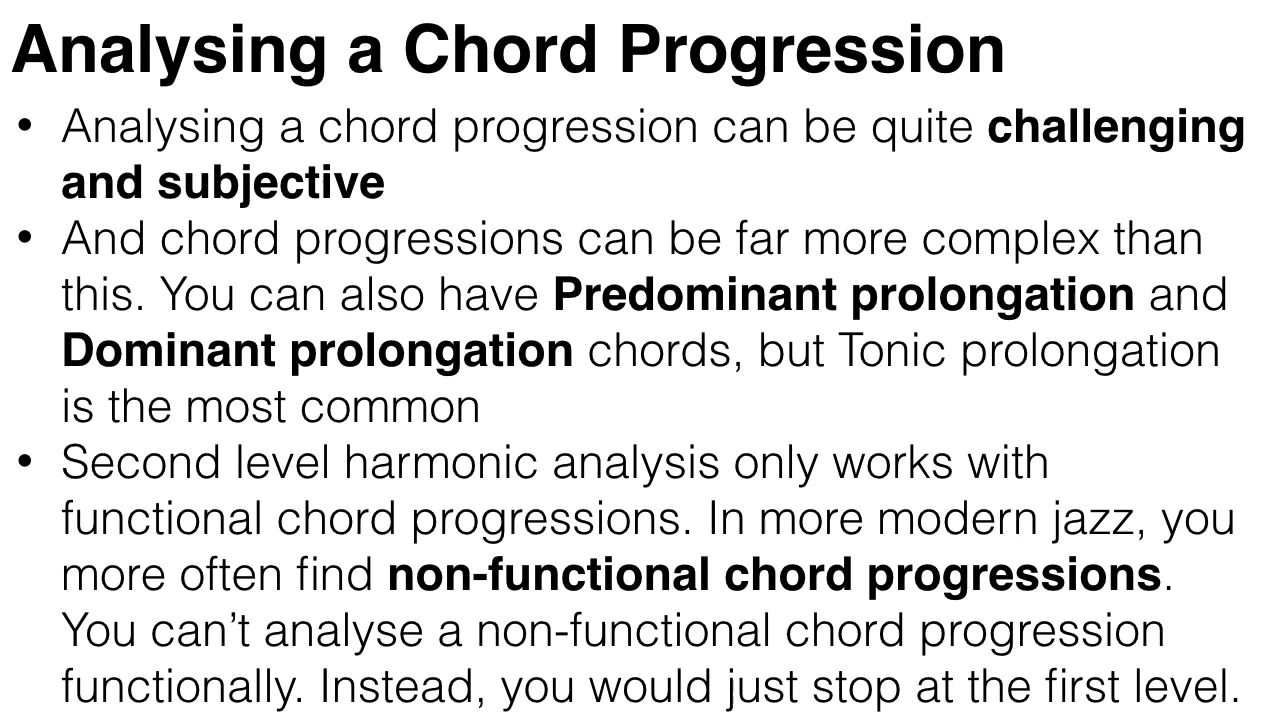 Analysing a Chord Progression
• Analysing a chord progression can be quite challenging
and subjective
• And chord progressions can be far more complex than
this. You can also have Predominant prolongation and
Dominant prolongation chords, but Tonic prolongation
is the most common
• Second level harmonic analysis only works with
functional chord progressions. In more modern jazz, you
more often find non-functional chord progressions.
You can’t analyse a non-functional chord progression
functionally. Instead, you would just stop at the first level.